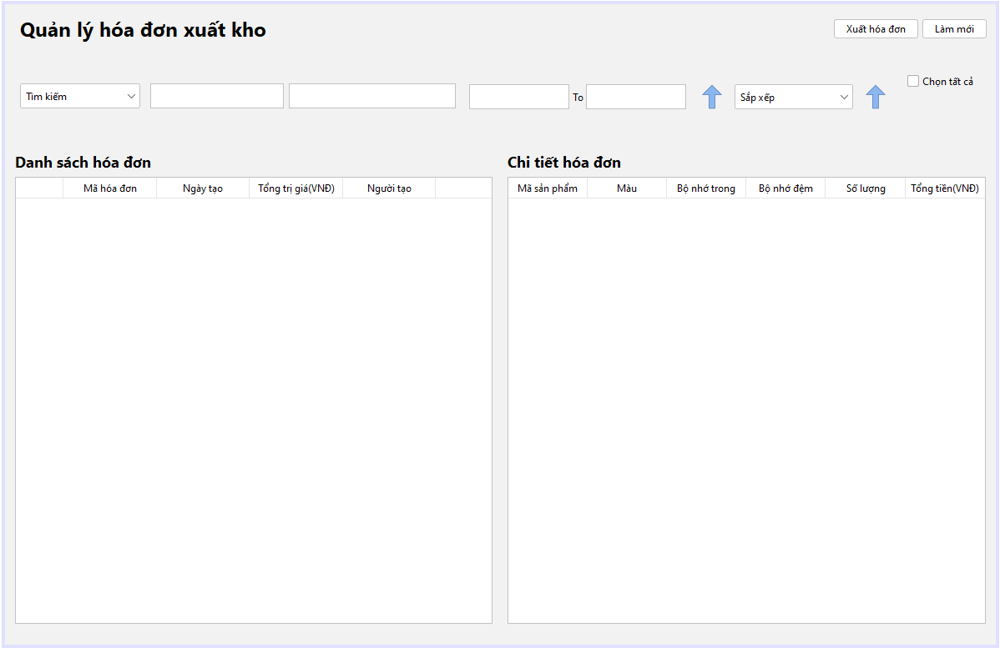 Quản lý hóa đơn xuất kho
Xuất hóa đơn
Làm mới
Tìm kiếm
To
Sắp xếp
Chọn tất cả
Danh sách hóa đơn
Mã hóa đơn Ngày tạo Tổng trị giá(VNĐ) Người tạo
Chi tiết hóa đơn
Mã sản phẩm Màu Bộ nhớ trong Bộ nhớ đệm Số lượng Tổng tiền(VNĐ)